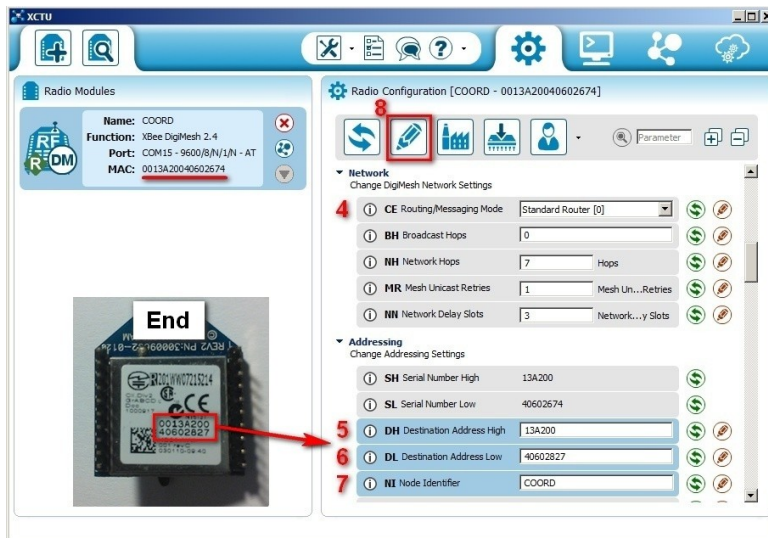 XCTU
Radio Modules
Name: COORD
Function: XBee DigiMesh 2.4
Port: COM15 - 9600/8/N/1/N - AT
MAC: 0013A20040602674
RF
R DM
End
0013A200
40602827
Radio Configuration [COORD - 0013A20040602674]
8
Parameter
Network
Change DigiMesh Network Settings
4 CE Routing/Messaging Mode Standard Router [0]
BH Broadcast Hops 0
NH Network Hops 7 Hops
MR Mesh Unicast Retries 1 Mesh Un...Retries
NN Network Delay Slots 3 Network...y Slots
Addressing
Change Addressing Settings
SH Serial Number High 13A200
SL Serial Number Low 40602674
5 DH Destination Address High 13A200
6 DL Destination Address Low 40602827
7 NI Node Identifier COORD